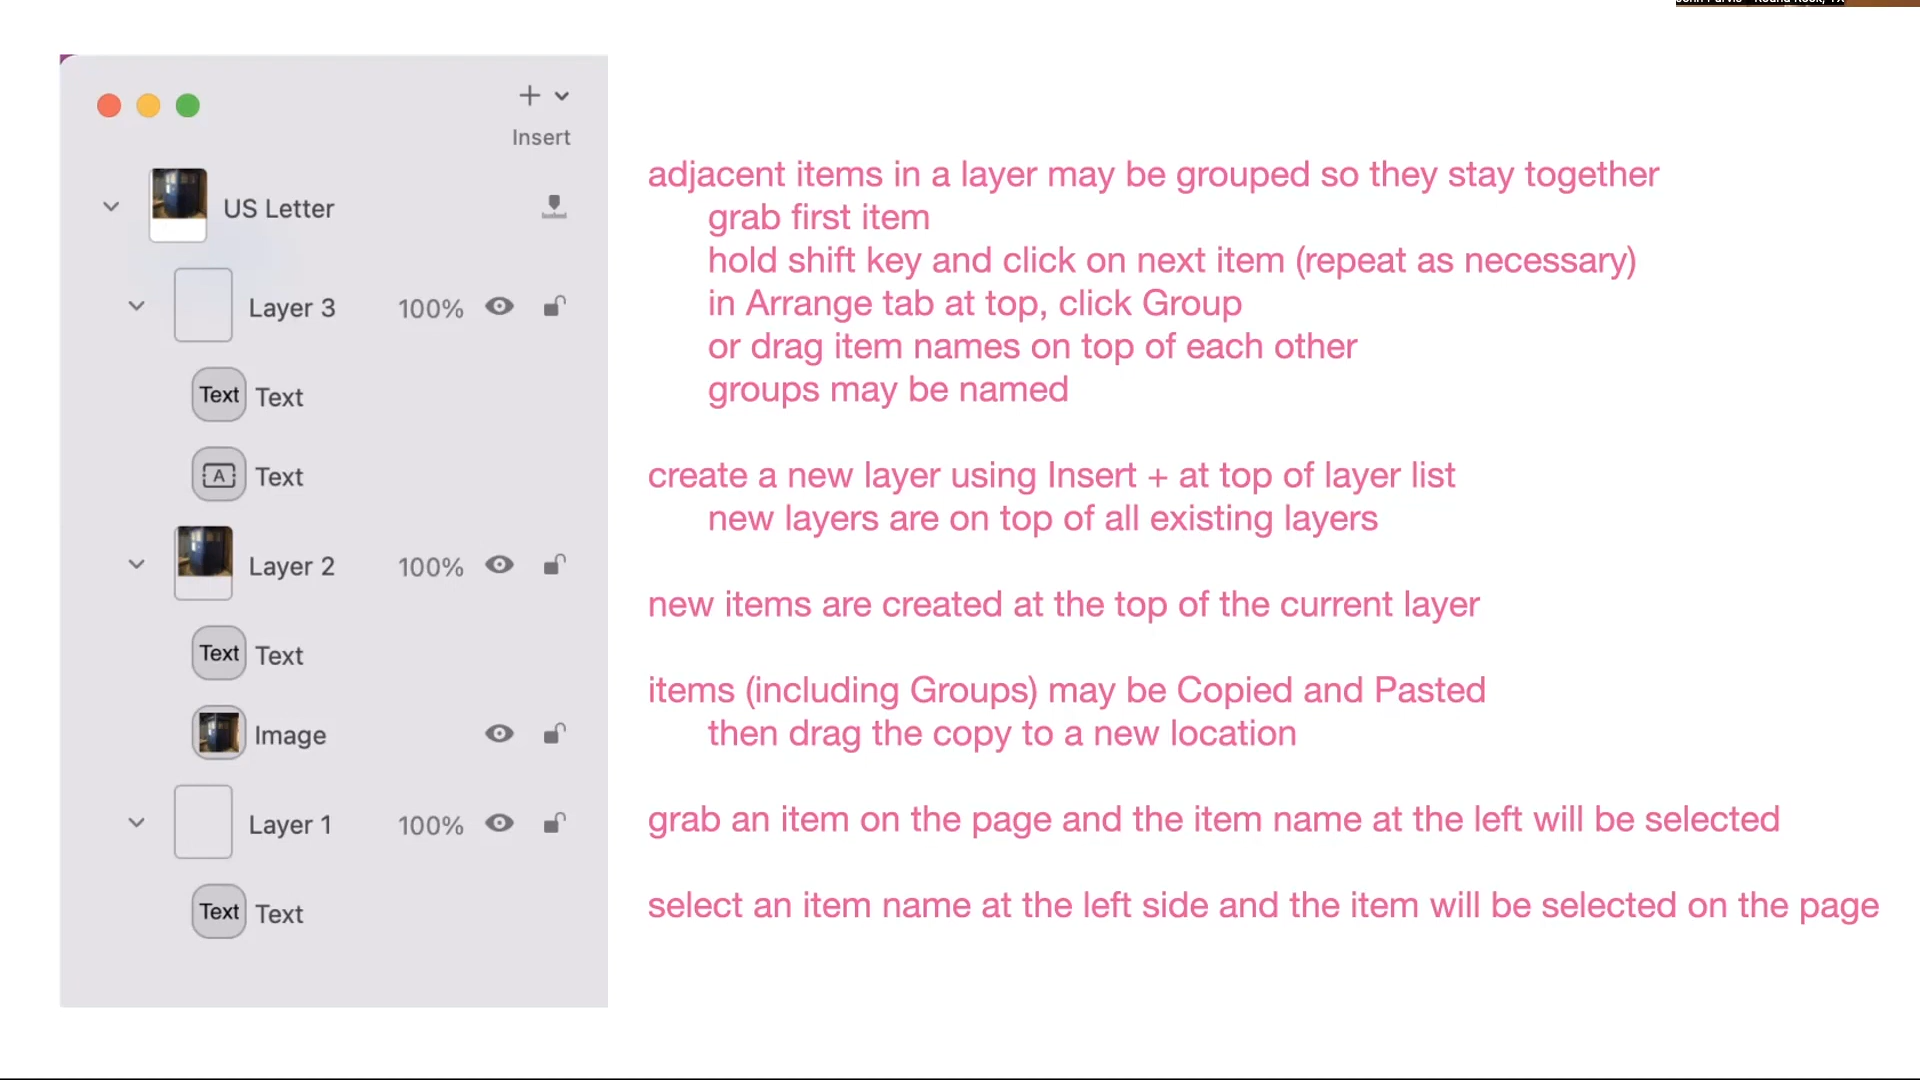 Insert
US Letter
Layer 3 100%
Text Text
A Text
Layer 2 100%
Text Text
Image
Layer 1 100%
Text Text
adjacent items in a layer may be grouped so they stay together
grab first item
hold shift key and click on next item (repeat as necessary)
in Arrange tab at top, click Group
or drag item names on top of each other
groups may be named
create a new layer using Insert + at top of layer list
new layers are on top of all existing layers
new items are created at the top of the current layer
items (including Groups) may be Copied and Pasted
then drag the copy to a new location
grab an item on the page and the item name at the left will be selected
select an item name at the left side and the item will be selected on the page